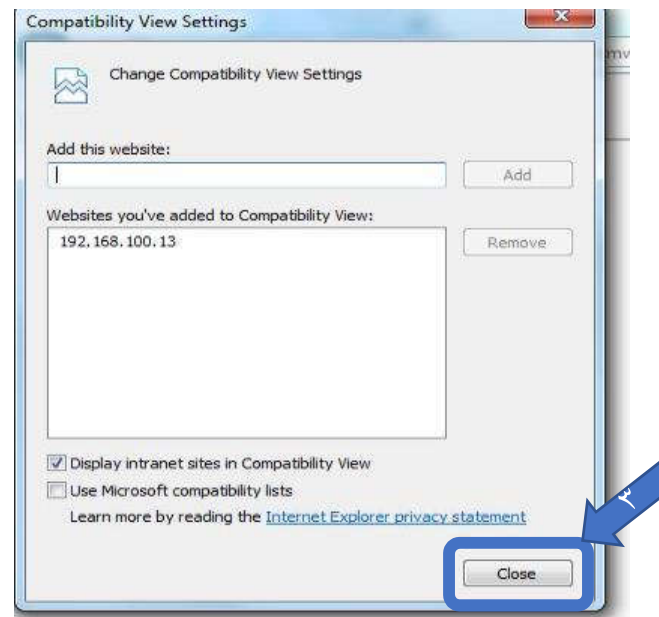 Compatibility View Settings
Change Compatibility View Settings
Add this website:
Add
Websites you've added to Compatibility View:
192.168.100.13
Remove
Display intranet sites in Compatibility View
Use Microsoft compatibility lists
Learn more by reading the Internet Explorer privacy statement
Close